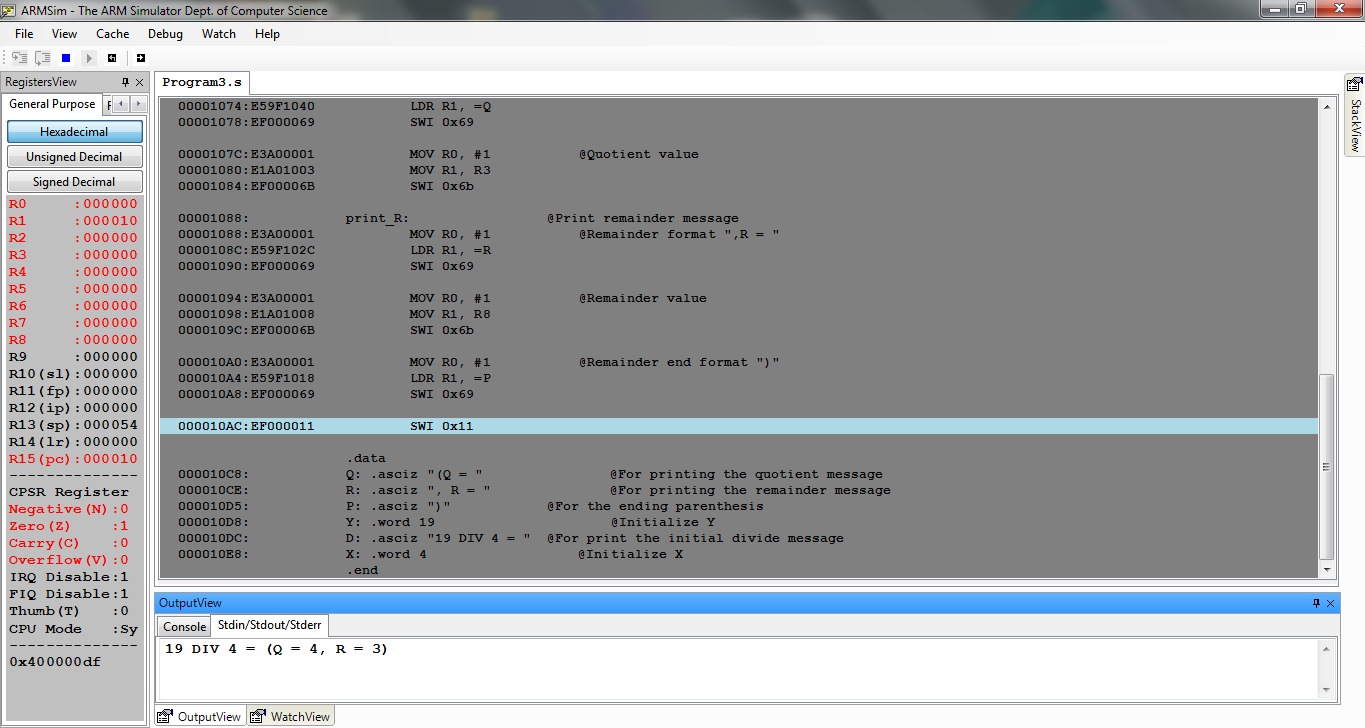 ARMSim - The ARM Simulator Dept. of Computer Science
File View Cache Debug Watch Help
RegistersView
General Purpose
Hexadecimal
Unsigned Decimal
Signed Decimal
R0 :000000
R1 :000010
R2 :000000
R3 :000000
R4 :000000
R5 :000000
R6 :000000
R7 :000000
R8 :000000
R9 :000000
R10(sl):000000
R11(fp):000000
R12(ip):000000
R13(sp):000054
R14(lr):000000
R15(pc):000010
---------------
CPSR Register
Negative(N):0
Zero(Z) :1
Carry(C) :0
Overflow(V):0
IRQ Disable:1
FIQ Disable:1
Thumb(T) :0
CPU Mode :Sy
---------------
0x400000df
Program3.s
00001074:E59F1040 LDR R1, =Q
00001078:EF000069 SWI 0x69
0000107C:E3A00001 MOV R0, #1 @Quotient value
00001080:E1A01003 MOV R1, R3
00001084:EF00006B SWI 0x6b
00001088: print_R: @Print remainder message
00001088:E3A00001 MOV R0, #1 @Remainder format ",R = "
0000108C:E59F102C LDR R1, =R
00001090:EF000069 SWI 0x69
00001094:E3A00001 MOV R0, #1 @Remainder value
00001098:E1A01008 MOV R1, R8
0000109C:EF00006B SWI 0x6b
000010A0:E3A00001 MOV R0, #1 @Remainder end format ")"
000010A4:E59F1018 LDR R1, =P
000010A8:EF000069 SWI 0x69
000010AC:EF000011 SWI 0x11
.data
000010C8: Q: .asciz "(Q = " @For printing the quotient message
000010CE: R: .asciz ", R = " @For printing the remainder message
000010D5: P: .asciz ")" @For the ending parenthesis
000010D8: Y: .word 19 @Initialize Y
000010DC: D: .asciz "19 DIV 4 = " @For print the initial divide message
000010E8: X: .word 4 @Initialize X
.end
StackView
OutputView
Console Stdin/Stdout/Stderr
19 DIV 4 = (Q = 4, R = 3)
OutputView WatchView